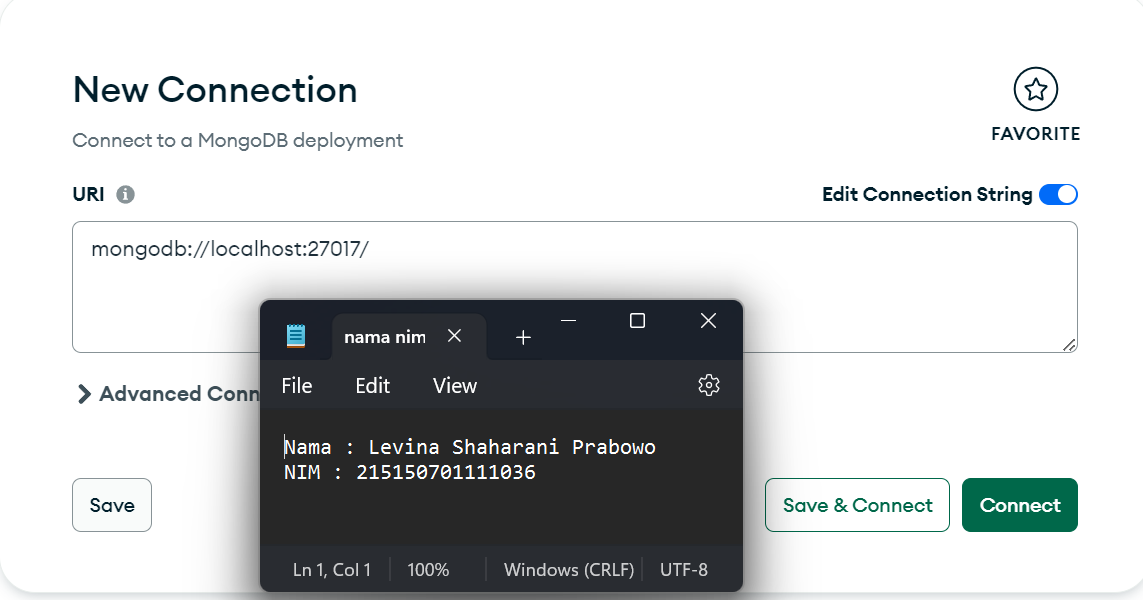 New Connection
FAVORITE
Connect to a MongoDB deployment
URI
Edit Connection String
mongodb://localhost:27017/
Advanced Conn
Save
Save & Connect
Connect
nama nim
File Edit View
Nama : Levina Shaharani Prabowo
NIM : 215150701111036
Ln 1, Col 1 100% Windows (CRLF) UTF-8